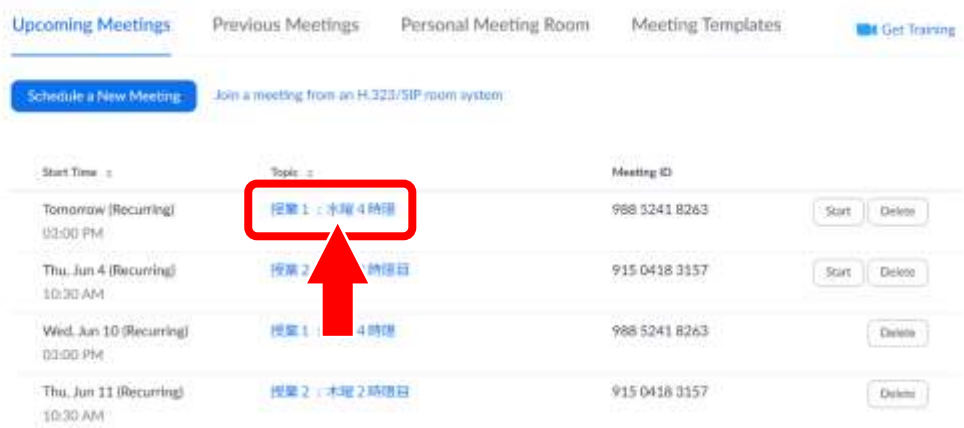 Upcoming Meetings Previous Meetings Personal Meeting Room Meeting Templates Get Training
Schedule a New Meeting Join a meeting from an H.323/SIP room system
Start Time Topic Meeting ID
Tomorrow (Recurring) 授業1：水曜4時限 988 5241 8263 Start Delete
03:00 PM
Thu, Jun 4 (Recurring) 授業2 時限目 915 0418 3157 Start Delete
10:30 AM
Wed, Jun 10 (Recurring) 授業1： 4時限 988 5241 8263 Delete
03:00 PM
Thu, Jun 11 (Recurring) 授業2：木曜2時限目 915 0418 3157 Delete
10:30 AM